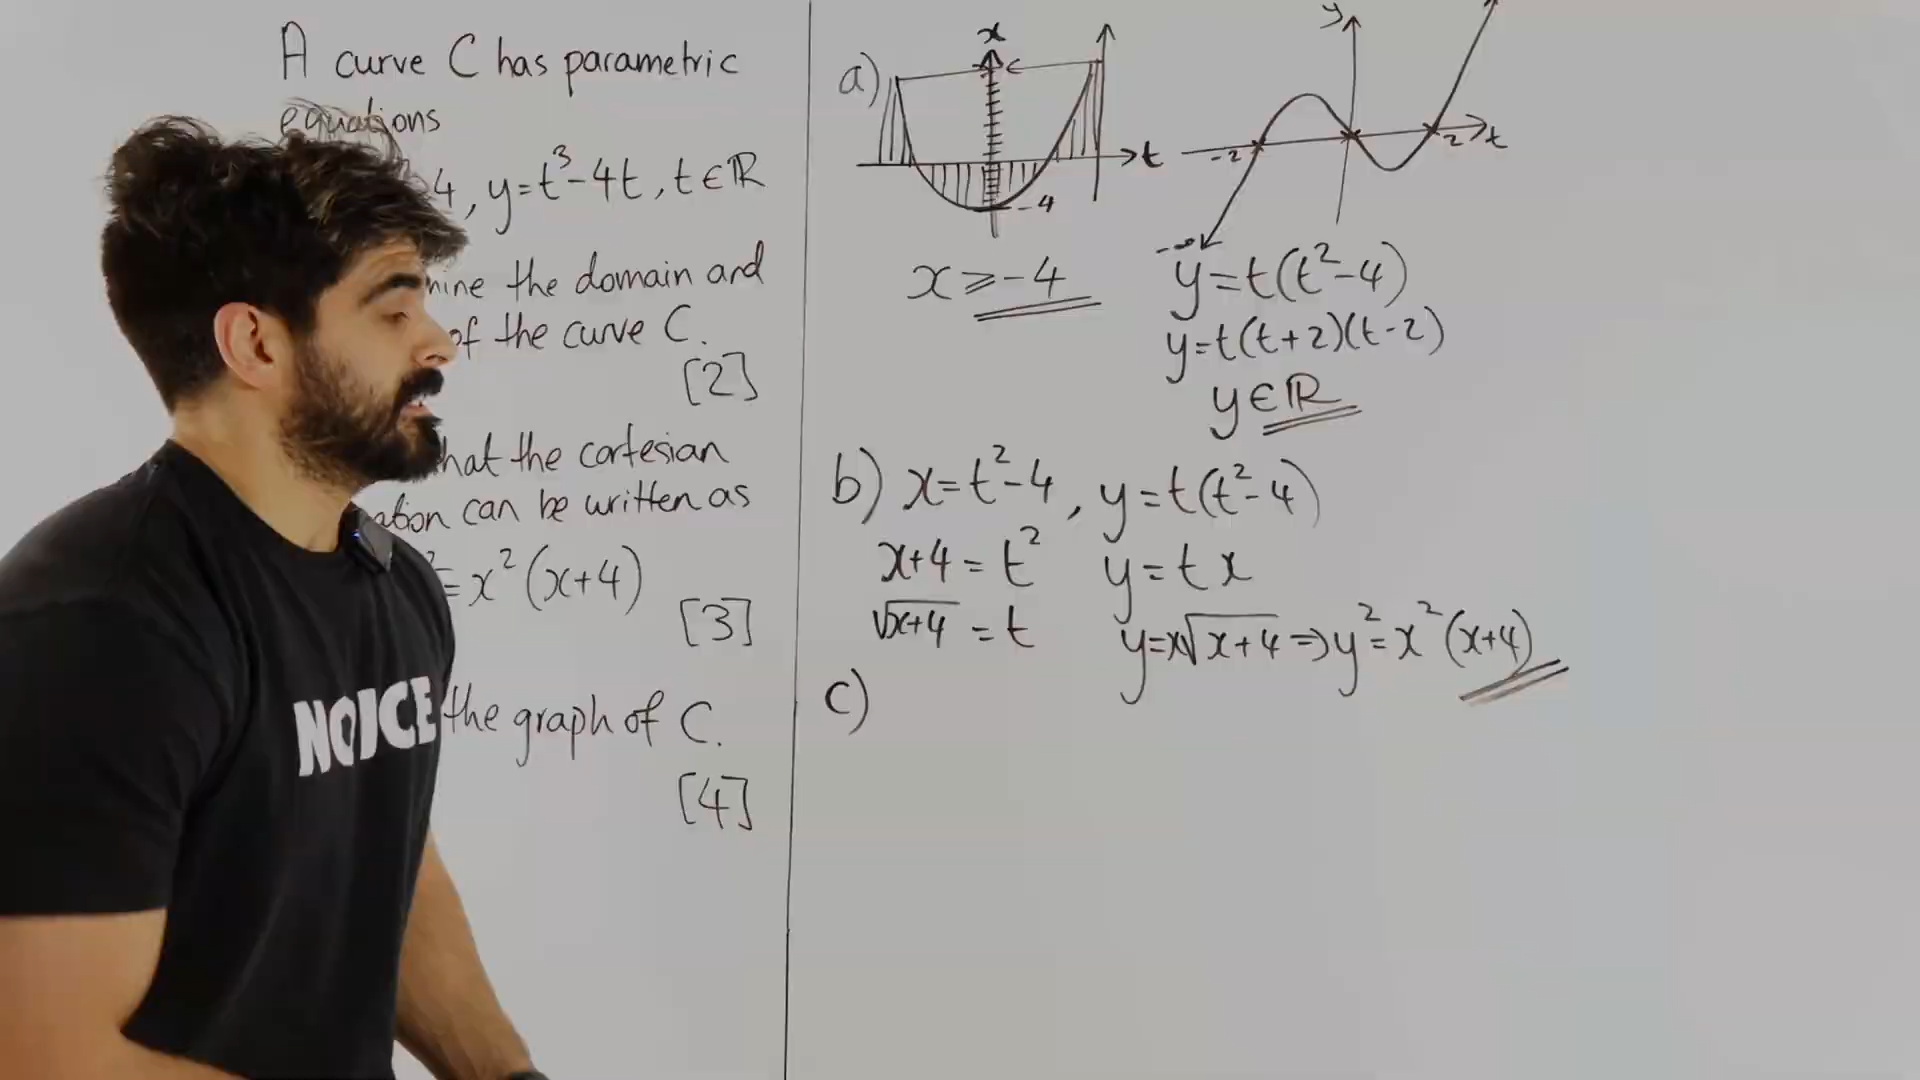 A curve C has parametric
equations
4, y=t³-4t, t∈ℝ
the domain and
of the curve C.
[2]
hat the cartesian
ation can be written as
= x² (x+4)
[3]
the graph of C.
[4]
NOICE
a)
x
t
-4
x ≥ -4
y
-2
2
t
-∞
y=t(t²-4)
y=t(t+2)(t-2)
y∈ℝ
b) x=t²-4, y=t(t²-4)
x+4 = t² y=tx
√x+4 = t y=x√x+4 ⇒ y²= x² (x+4)
c)